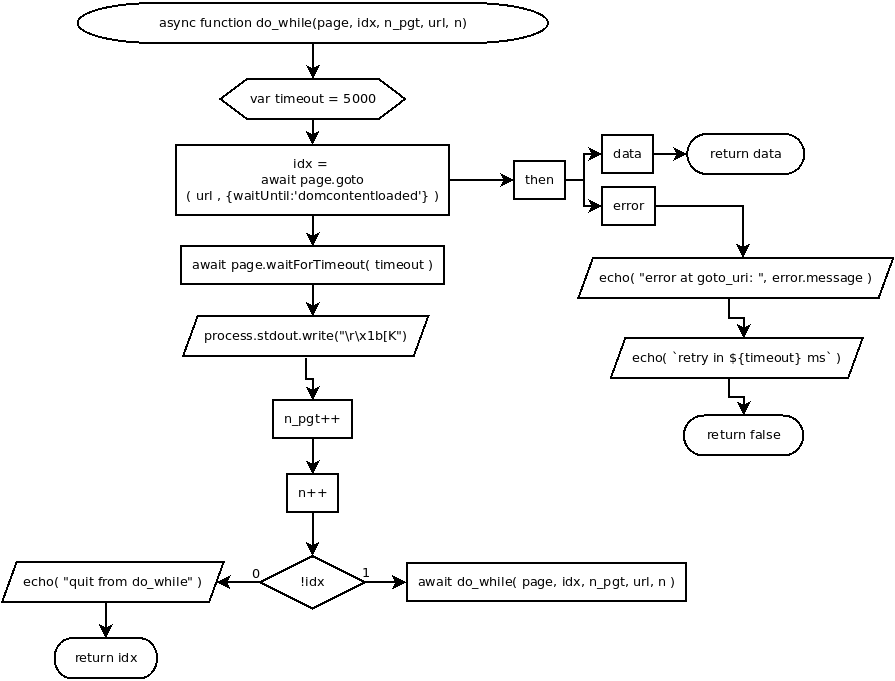 async function do_while(page, idx, n_pgt, url, n)
var timeout = 5000
idx =
await page.goto
( url , {waitUntil:'domcontentloaded'} )
then
data
return data
error
echo( "error at goto_uri: ", error.message )
echo( `retry in ${timeout} ms` )
return false
await page.waitForTimeout( timeout )
process.stdout.write("\r\x1b[K")
n_pgt++
n++
!idx
0
1
echo( "quit from do_while" )
await do_while( page, idx, n_pgt, url, n )
return idx